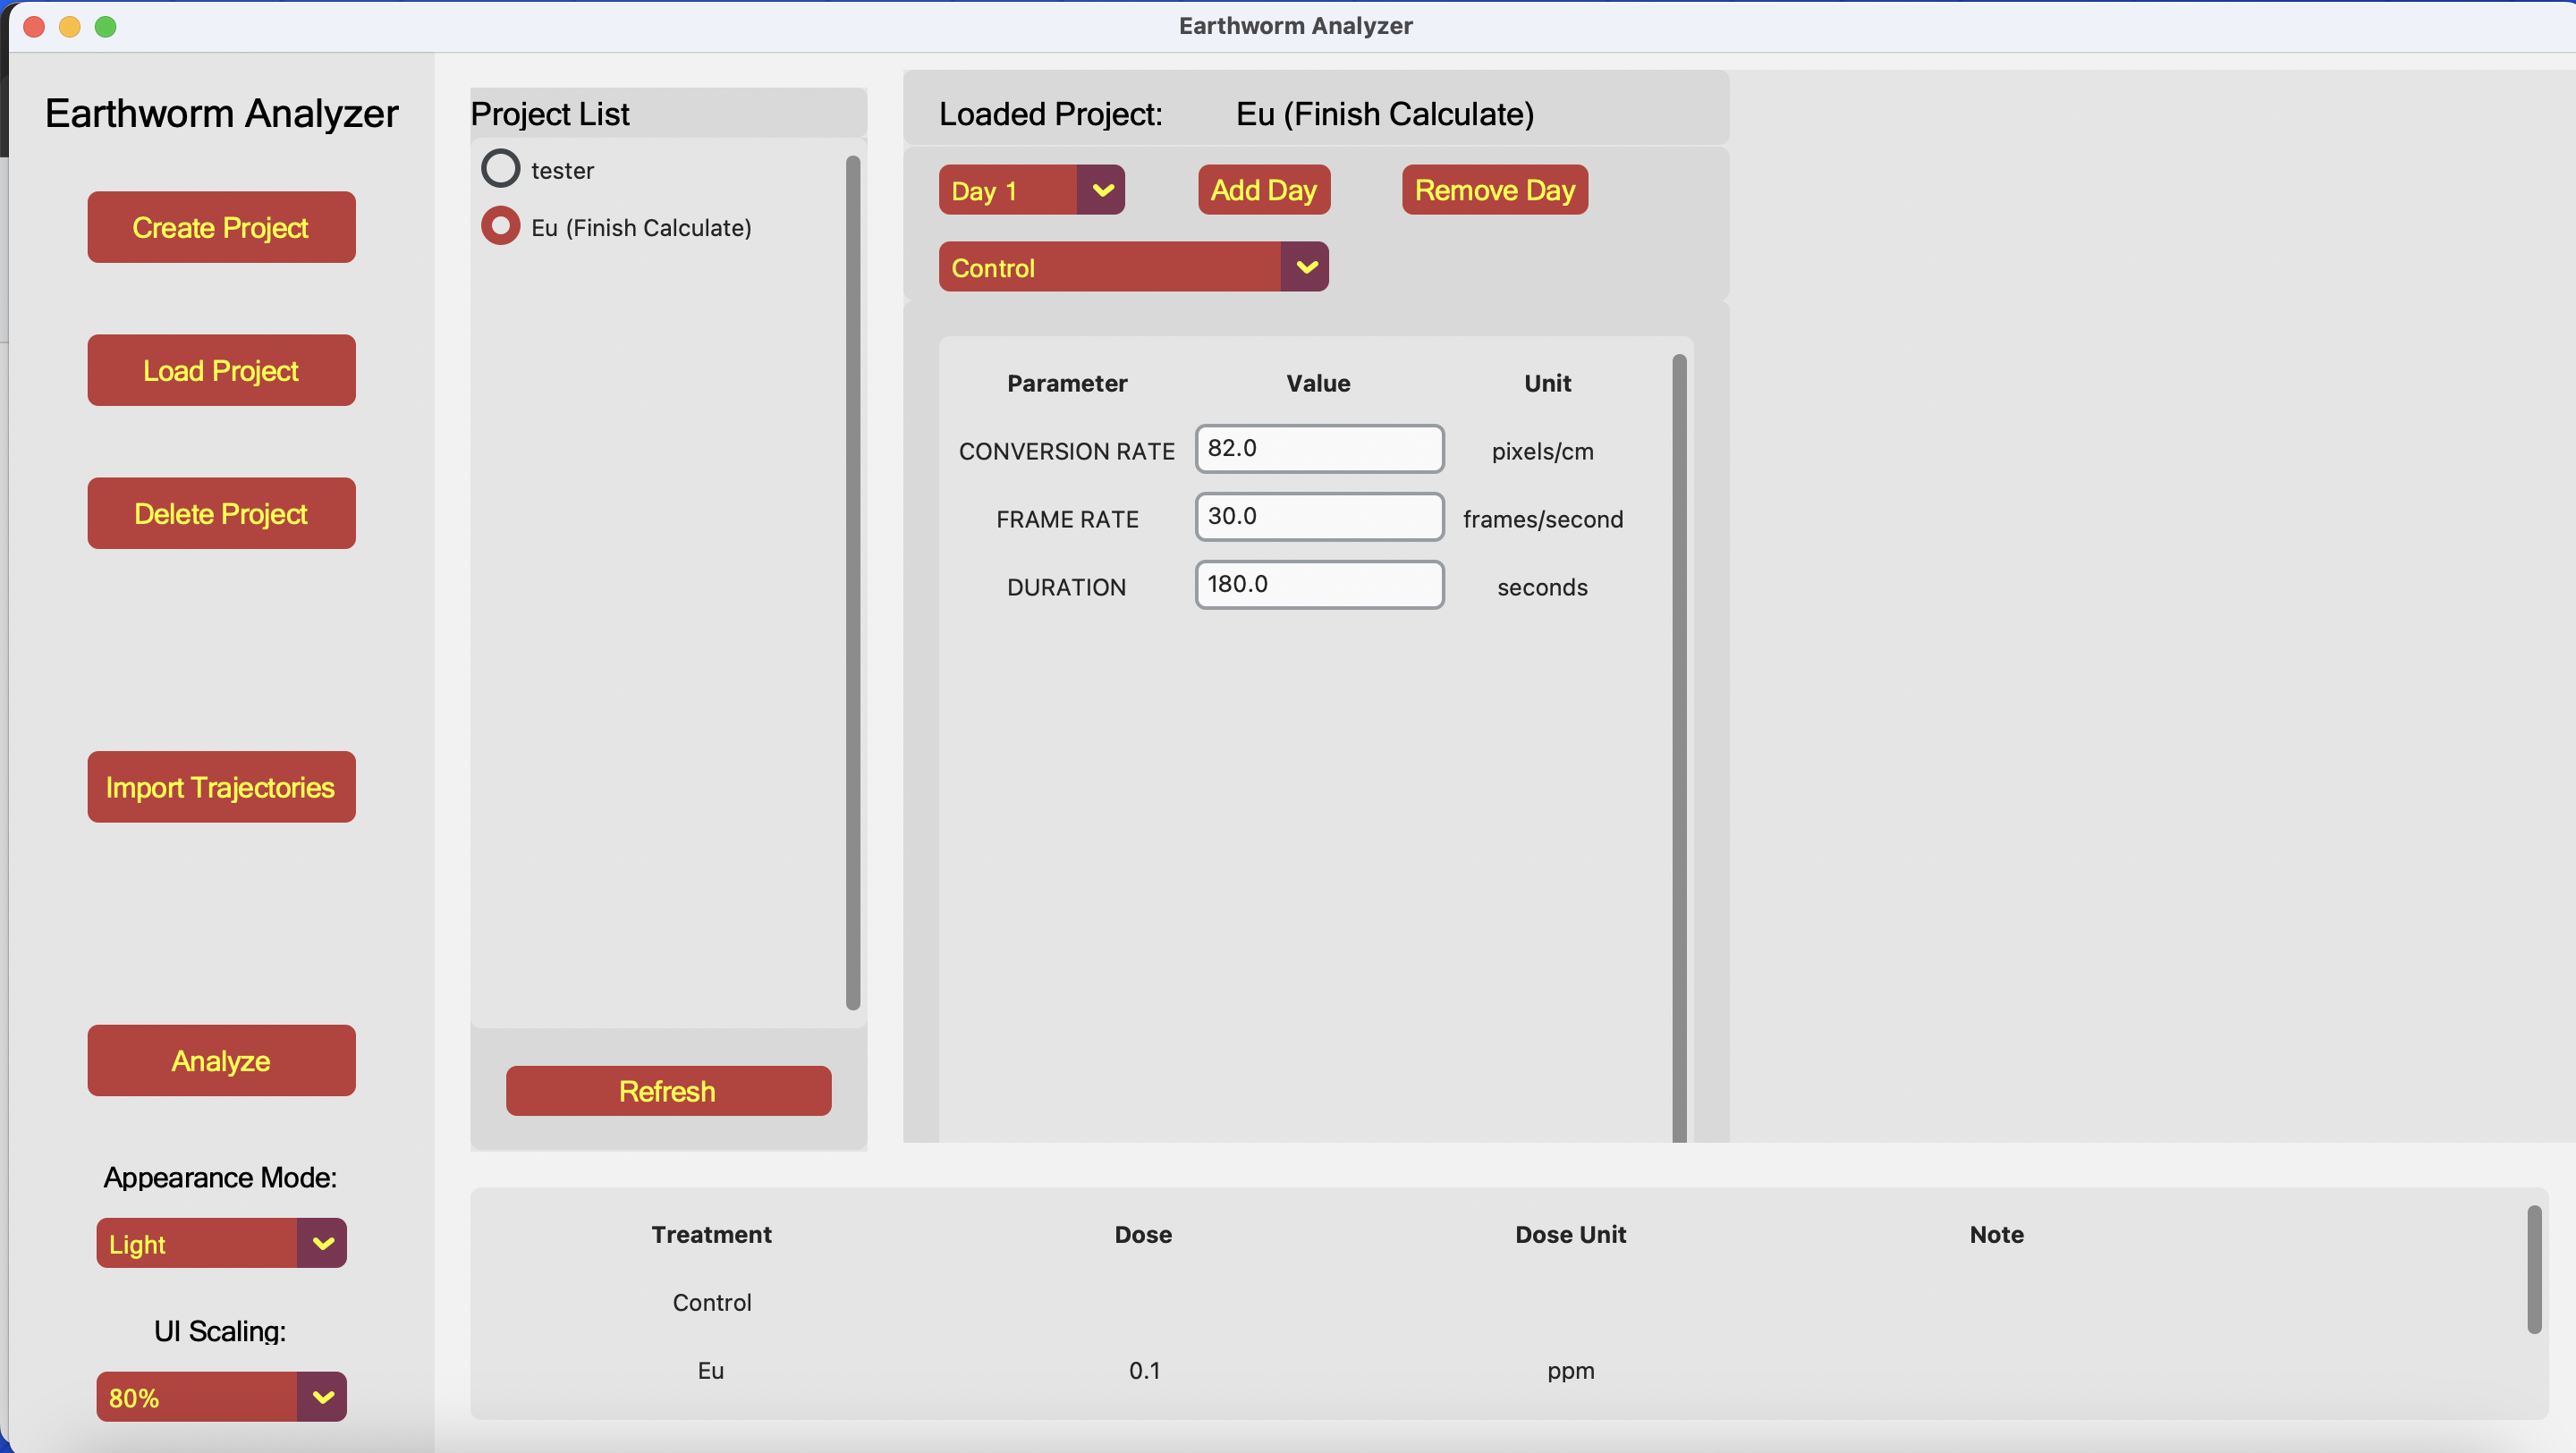 Earthworm Analyzer
Earthworm Analyzer
Create Project
Load Project
Delete Project
Import Trajectories
Analyze
Appearance Mode:
Light
UI Scaling:
80%
Project List
tester
Eu (Finish Calculate)
Refresh
Loaded Project: Eu (Finish Calculate)
Day 1 Add Day Remove Day
Control
Parameter Value Unit
CONVERSION RATE 82.0 pixels/cm
FRAME RATE 30.0 frames/second
DURATION 180.0 seconds
Treatment Dose Dose Unit Note
Control
Eu 0.1 ppm